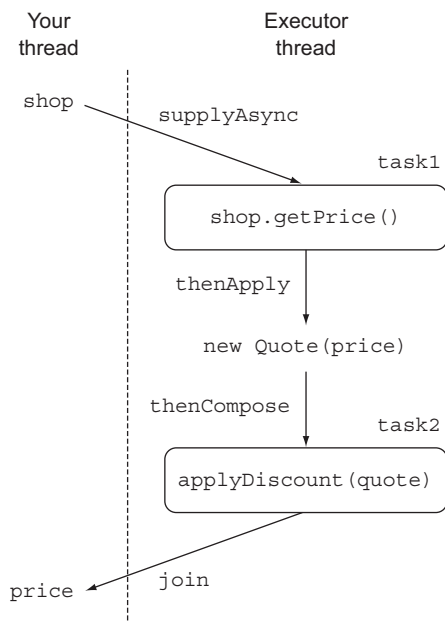 Your
thread
Executor
thread
shop
supplyAsync
task1
shop.getPrice()
thenApply
new Quote(price)
thenCompose
task2
applyDiscount(quote)
join
price